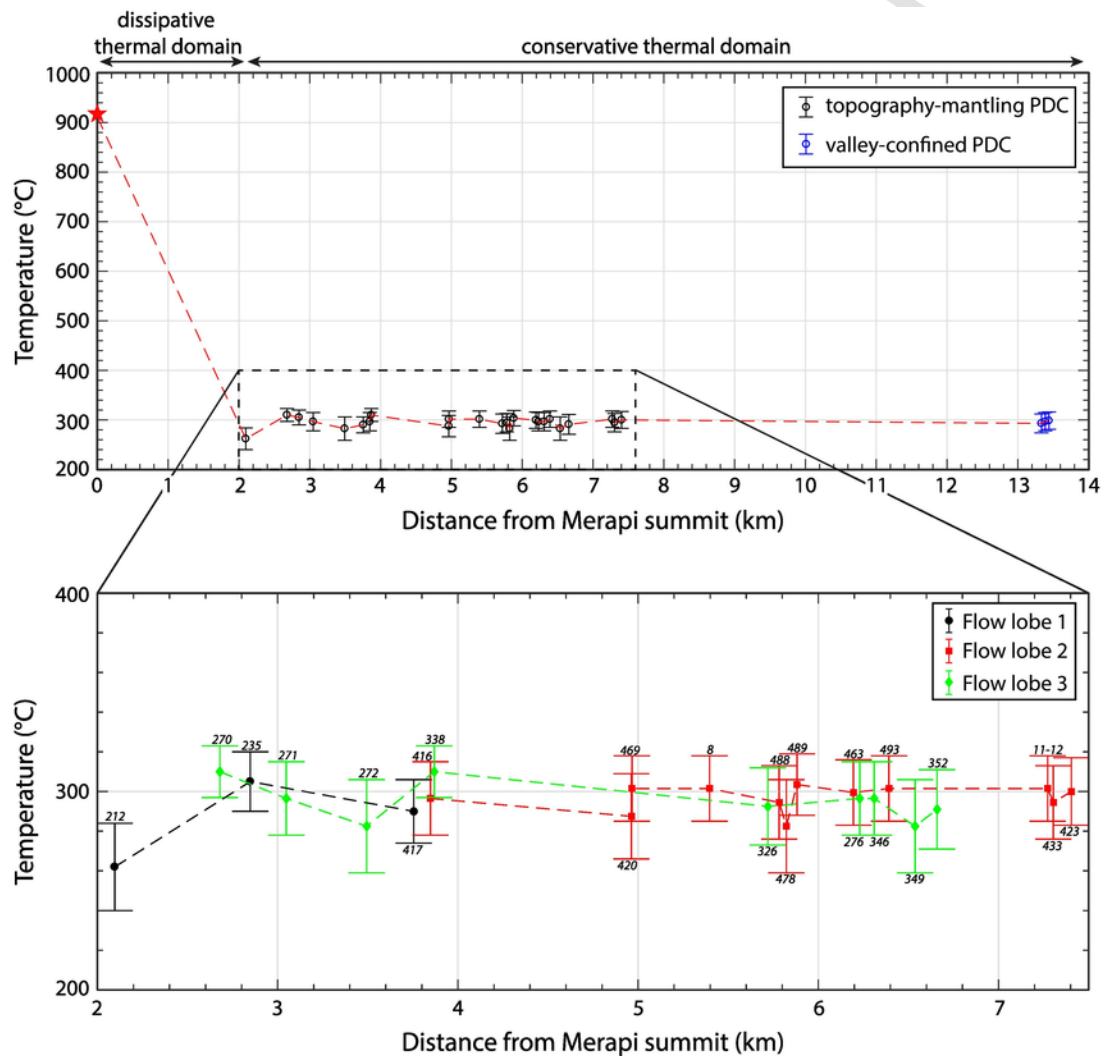 dissipative
thermal domain
conservative thermal domain
1000
900
800
700
600
500
400
300
200
Temperature (°C)
topography-mantling PDC
valley-confined PDC
0 1 2 3 4 5 6 7 8 9 10 11 12 13 14
Distance from Merapi summit (km)
400
300
200
Temperature (°C)
Flow lobe 1
Flow lobe 2
Flow lobe 3
212
270
235
271
272
417
416
338
469
420
8
326
488
478
489
463
276
346
493
349
352
11-12
433
423
2 3 4 5 6 7
Distance from Merapi summit (km)